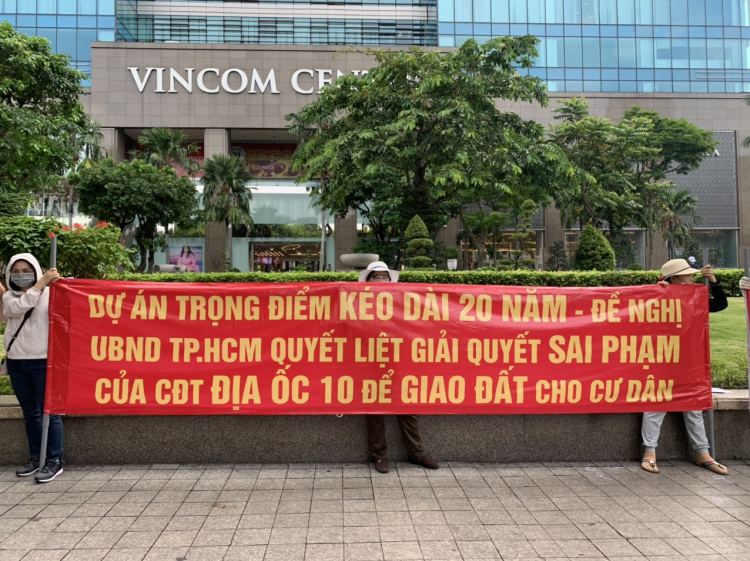 VINCOM CEN
DỰ ÁN TRỌNG ĐIỂM KÉO DÀI 20 NĂM - ĐỀ NGHỊ
UBND TP.HCM QUYẾT LIỆT GIẢI QUYẾT SAI PHẠM
CỦA CĐT ĐỊA ỐC 10 ĐỂ GIAO ĐẤT CHO CƯ DÂN